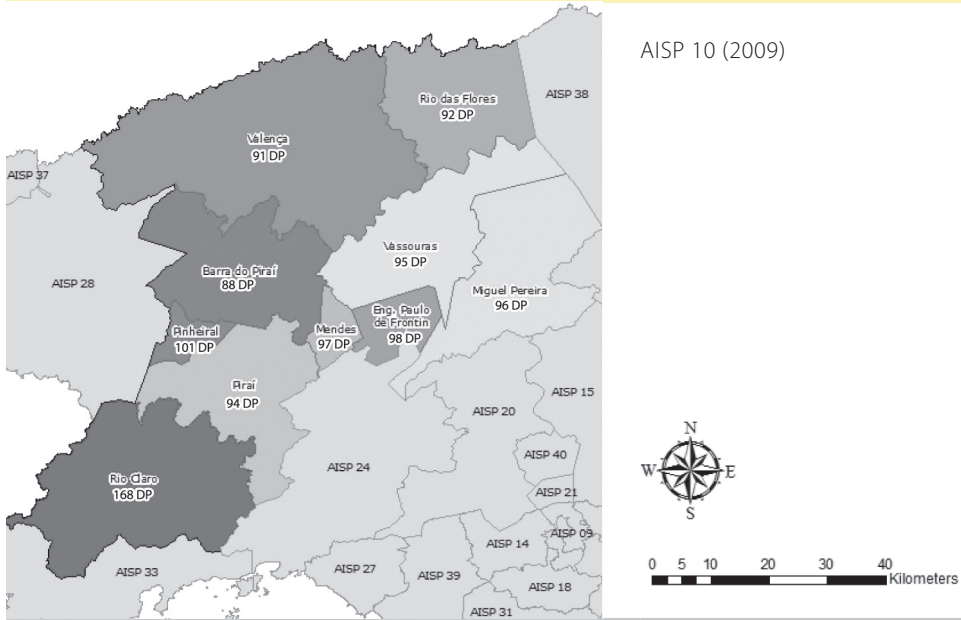 AISP 10 (2009)
AISP 38
Rio das Flores
92 DP
Valença
91 DP
AISP 37
Vassouras
95 DP
Barra do Piraí
88 DP
AISP 28
Miguel Pereira
96 DP
Eng. Paulo
de Frontin
98 DP
Pinheiral
101 DP
Mendes
97 DP
Piraí
94 DP
AISP 15
AISP 20
AISP 40
AISP 24
Rio Claro
168 DP
AISP 21
AISP 09
AISP 14
AISP 33
AISP 27
AISP 39
AISP 18
AISP 31
N
W
E
S
0 5 10 20 30 40
Kilometers